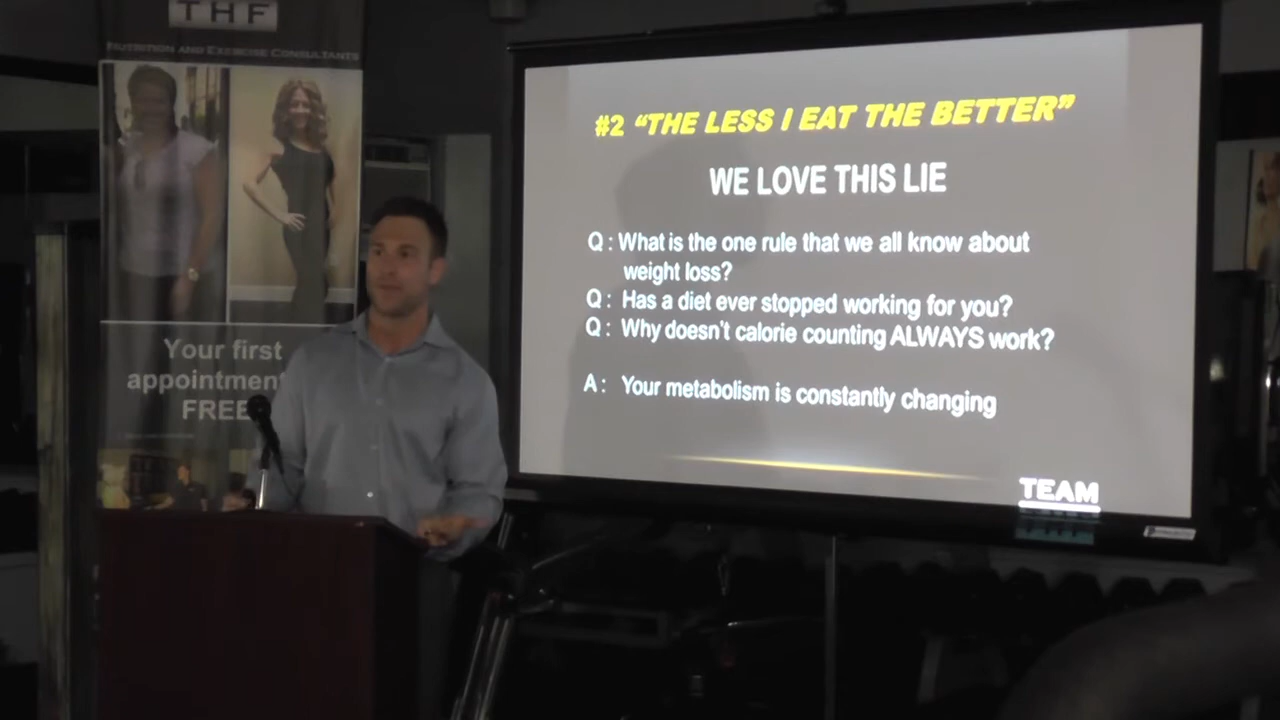 THF
NUTRITION AND EXERCISE CONSULTANTS
Your first
appointment
FREE
#2 “THE LESS I EAT THE BETTER”
WE LOVE THIS LIE
Q : What is the one rule that we all know about
weight loss?
Q : Has a diet ever stopped working for you?
Q : Why doesn't calorie counting ALWAYS work?
A : Your metabolism is constantly changing
TEAM